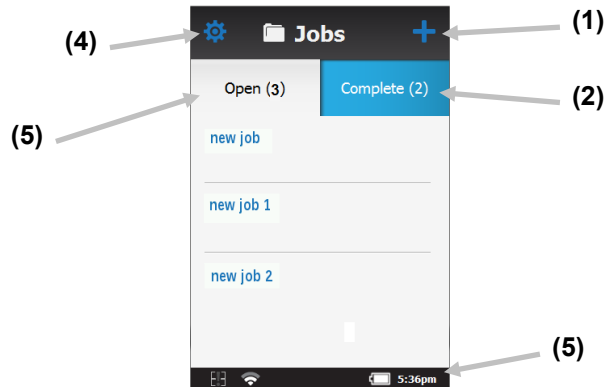 (4)
Jobs
(1)
Open (3)
Complete (2)
(2)
(5)
new job
new job 1
new job 2
(5)
5:36pm